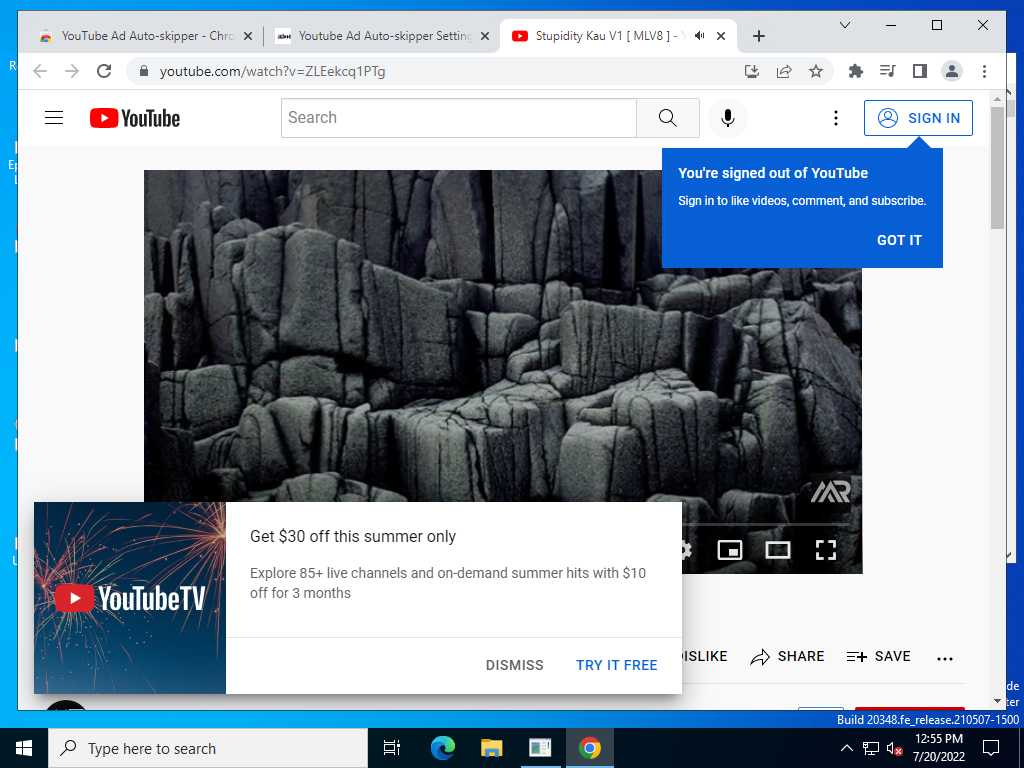 YouTube Ad Auto-skipper - Chro
Youtube Ad Auto-skipper Setting
Stupidity Kau V1 [ MLV8 ] -
youtube.com/watch?v=ZLEekcq1PTg
YouTube
Search
SIGN IN
You're signed out of YouTube
Sign in to like videos, comment, and subscribe.
GOT IT
Get $30 off this summer only
Explore 85+ live channels and on-demand summer hits with $10
off for 3 months
YouTubeTV
DISMISS
TRY IT FREE
ISLIKE
SHARE
SAVE
Build 20348.fe_release.210507-1500
Type here to search
12:55 PM
7/20/2022